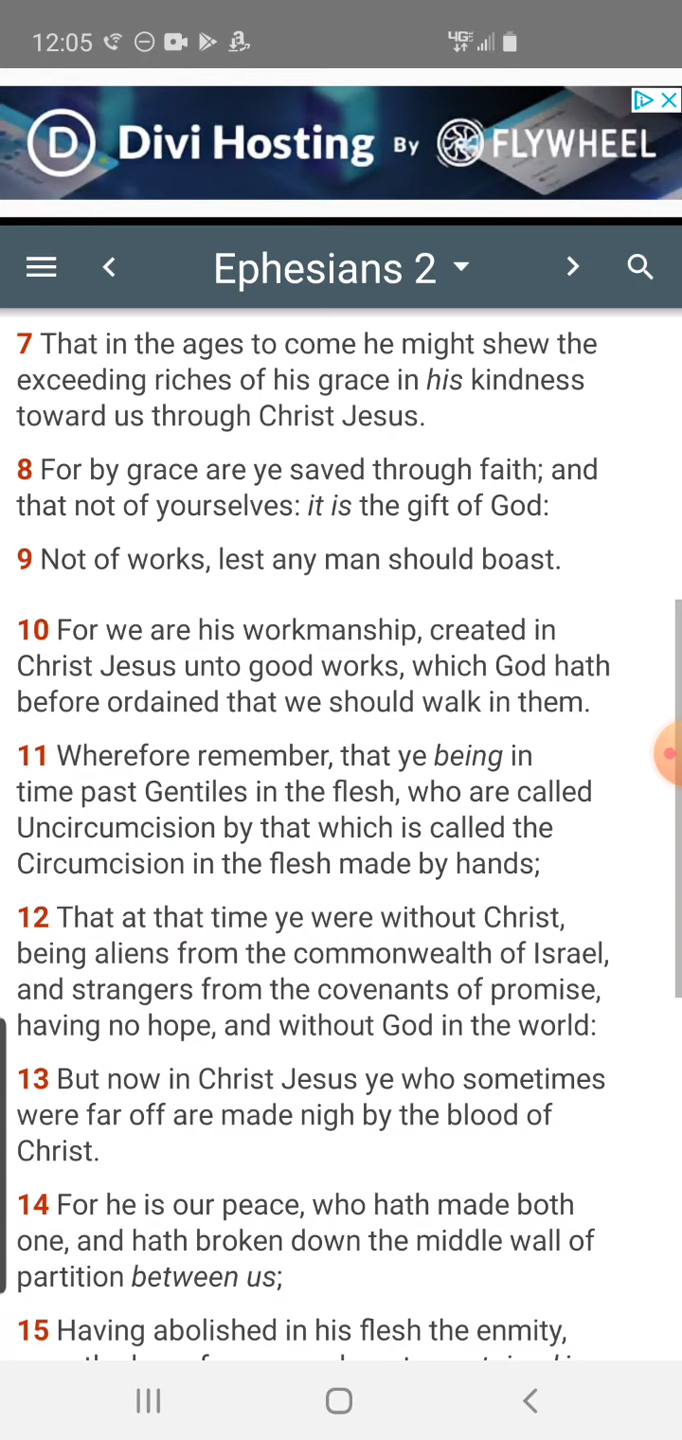 12:05
4GE
D Divi Hosting By FLYWHEEL
Ephesians 2
7 That in the ages to come he might shew the
exceeding riches of his grace in his kindness
toward us through Christ Jesus.
8 For by grace are ye saved through faith; and
that not of yourselves: it is the gift of God:
9 Not of works, lest any man should boast.
10 For we are his workmanship, created in
Christ Jesus unto good works, which God hath
before ordained that we should walk in them.
11 Wherefore remember, that ye being in
time past Gentiles in the flesh, who are called
Uncircumcision by that which is called the
Circumcision in the flesh made by hands;
12 That at that time ye were without Christ,
being aliens from the commonwealth of Israel,
and strangers from the covenants of promise,
having no hope, and without God in the world:
13 But now in Christ Jesus ye who sometimes
were far off are made nigh by the blood of
Christ.
14 For he is our peace, who hath made both
one, and hath broken down the middle wall of
partition between us;
15 Having abolished in his flesh the enmity,